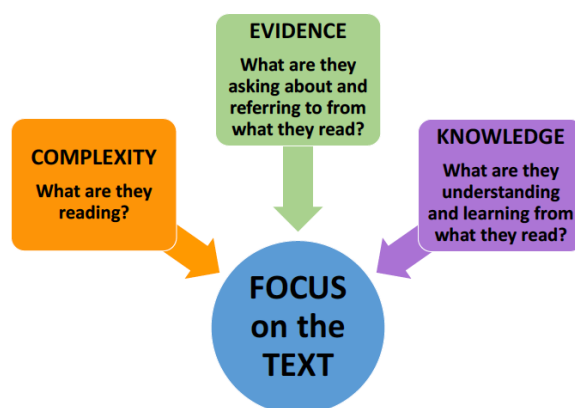 EVIDENCE
What are they
asking about and
referring to from
what they read?
COMPLEXITY
What are they
reading?
KNOWLEDGE
What are they
understanding
and learning from
what they read?
FOCUS
on the
TEXT